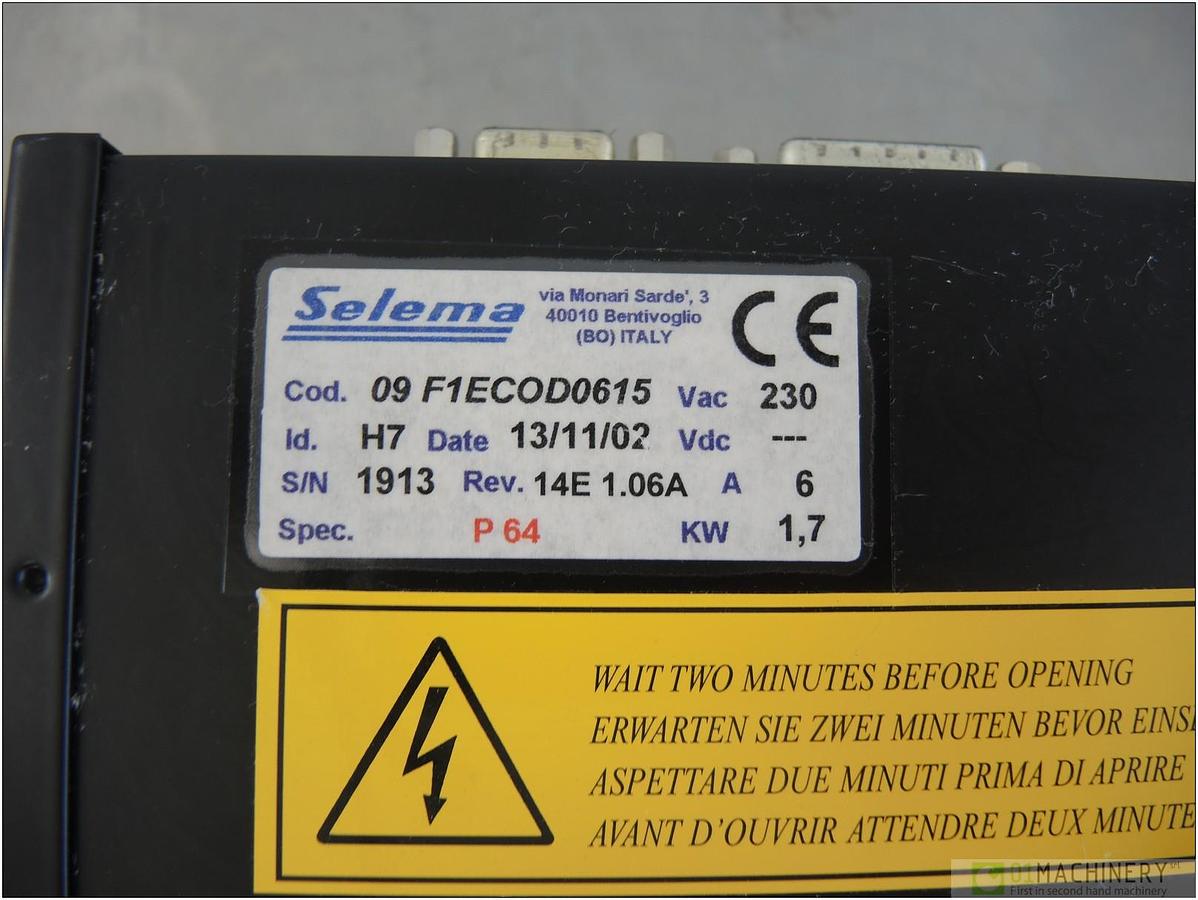 Selema
via Monari Sarde', 3
40010 Bentivoglio
(BO) ITALY
CE
Cod. 09 F1ECOD0615 Vac 230
Id. H7 Date 13/11/02 Vdc ---
S/N 1913 Rev. 14E 1.06A A 6
Spec. P 64 KW 1,7
WAIT TWO MINUTES BEFORE OPENING
ERWARTEN SIE ZWEI MINUTEN BEVOR
ASPETTARE DUE MINUTI PRIMA DI APRIRE
AVANT D'OUVRIR ATTENDRE DEUX MINUTE
01MACHINERY
First in second hand machinery